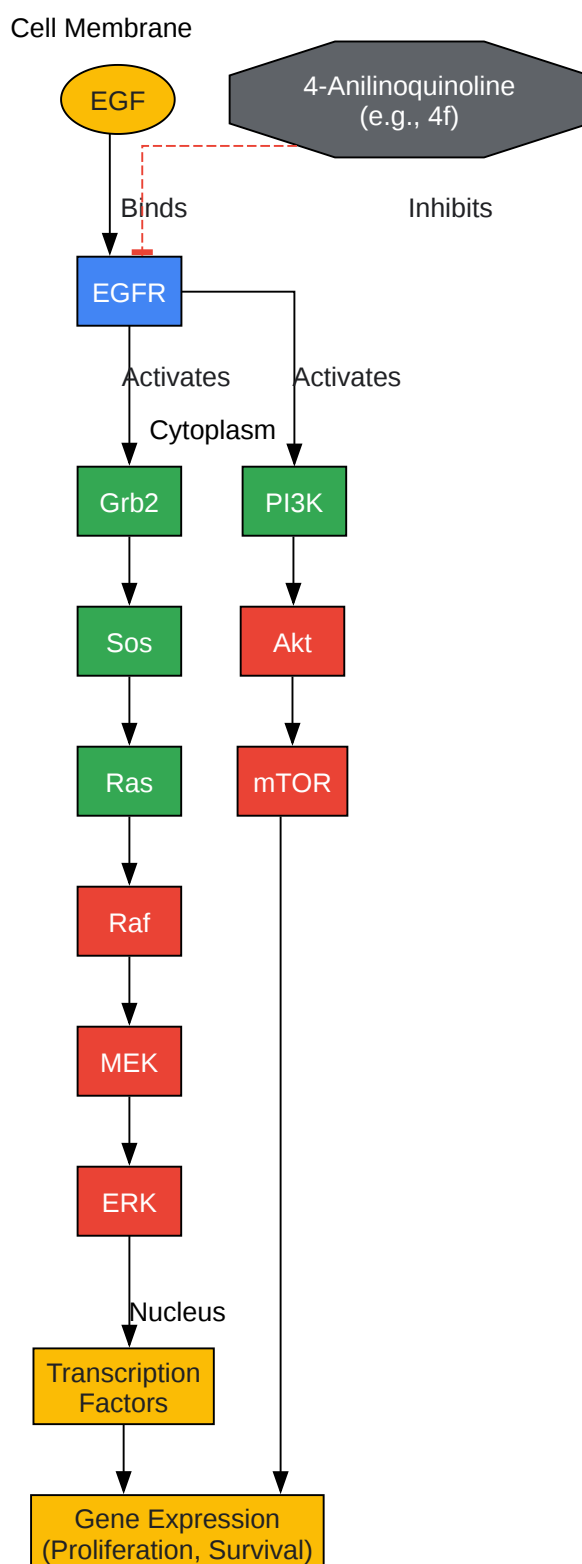 Cell Membrane
EGF
4-Anilinoquinoline
(e.g., 4f)
Binds
Inhibits
EGFR
Activates
Activates
Cytoplasm
Grb2
PI3K
Sos
Akt
Ras
mTOR
Raf
MEK
ERK
Nucleus
Transcription
Factors
Gene Expression
(Proliferation, Survival)